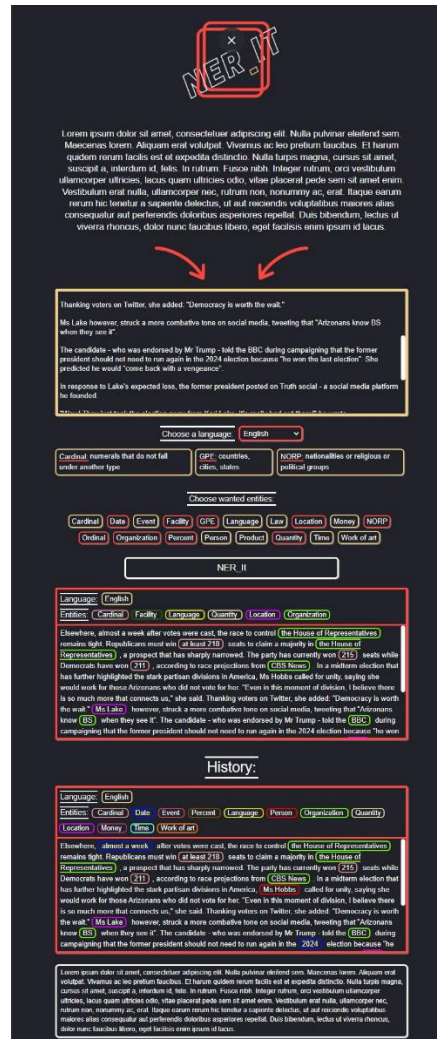 NER_IT
Lorem ipsum dolor sit amet, consectetuer adipiscing elit. Nulla pulvinar eleifend sem.
Maecenas lorem. Aliquam erat volutpat. Vivamus ac leo pretium faucibus. Et harum
quidem rerum facilis est et expedita distinctio. Nulla turpis magna, cursus sit amet,
suscipit a, interdum id, felis. In rutrum. Fusce nibh. Integer rutrum, orci vestibulum
ullamcorper ultricies, lacus quam ultricies odio, vitae placerat pede sem sit amet enim.
Vestibulum erat nulla, ullamcorper nec, rutrum non, nonummy ac, erat. Itaque earum
rerum hic tenetur a sapiente delectus, ut aut reiciendis voluptatibus maiores alias
consequatur aut perferendis doloribus asperiores repellat. Duis bibendum, lectus ut
viverra rhoncus, dolor nunc faucibus libero, eget facilisis enim ipsum id lacus.
Thanking voters on Twitter, she added: "Democracy is worth the wait."
Ms Lake however, struck a more combative tone on social media, tweeting that "Arizonans know BS
when they see it".
The candidate - who was endorsed by Mr Trump - told the BBC during campaigning that the former
president should not need to run again in the 2024 election because "he won the last election". She
predicted he would "come back with a vengeance".
In response to Lake's expected loss, the former president posted on Truth social - a social media platform
he founded.
Choose a language: English
Cardinal: numerals that do not fall
under another type
GPE: countries,
cities, states
NORP: nationalities or religious or
political groups
Choose wanted entities:
Cardinal Date Event Facility GPE Language Law Location Money NORP
Ordinal Organization Percent Person Product Quantity Time Work of art
NER_IT
Language: English
Entities: Cardinal Facility Language Quantity Location Organization
Elsewhere, almost a week after votes were cast, the race to control the House of Representatives
remains tight. Republicans must win at least 218 seats to claim a majority in the House of
Representatives , a prospect that has sharply narrowed. The party has currently won 215 seats while
Democrats have won 211 , according to race projections from CBS News . In a midterm election that
has further highlighted the stark partisan divisions in America, Ms Hobbs called for unity, saying she
would work for those Arizonans who did not vote for her. "Even in this moment of division, I believe there
is so much more that connects us," she said. Thanking voters on Twitter, she added: "Democracy is worth
the wait." Ms Lake however, struck a more combative tone on social media, tweeting that "Arizonans
know BS when they see it". The candidate - who was endorsed by Mr Trump - told the BBC during
campaigning that the former president should not need to run again in the 2024 election because "he won
History:
Language: English
Entities: Cardinal Date Event Percent Language Person Organization Quantity
Location Money Time Work of art
Elsewhere, almost a week after votes were cast, the race to control the House of Representatives
remains tight. Republicans must win at least 218 seats to claim a majority in the House of
Representatives , a prospect that has sharply narrowed. The party has currently won 215 seats while
Democrats have won 211 , according to race projections from CBS News . In a midterm election that
has further highlighted the stark partisan divisions in America, Ms Hobbs called for unity, saying she
would work for those Arizonans who did not vote for her. "Even in this moment of division, I believe there
is so much more that connects us," she said. Thanking voters on Twitter, she added: "Democracy is worth
the wait." Ms Lake however, struck a more combative tone on social media, tweeting that "Arizonans
know BS when they see it". The candidate - who was endorsed by Mr Trump - told the BBC during
campaigning that the former president should not need to run again in the 2024 election because "he
Lorem ipsum dolor sit amet, consectetuer adipiscing elit. Nulla pulvinar eleifend sem. Maecenas lorem. Aliquam erat
volutpat. Vivamus ac leo pretium faucibus. Et harum quidem rerum facilis est et expedita distinctio. Nulla turpis magna,
cursus sit amet, suscipit a, interdum id, felis. In rutrum. Fusce nibh. Integer rutrum, orci vestibulum ullamcorper
ultricies, lacus quam ultricies odio, vitae placerat pede sem sit amet enim. Vestibulum erat nulla, ullamcorper nec,
rutrum non, nonummy ac, erat. Itaque earum rerum hic tenetur a sapiente delectus, ut aut reiciendis voluptatibus
maiores alias consequatur aut perferendis doloribus asperiores repellat. Duis bibendum, lectus ut viverra rhoncus,
dolor nunc faucibus libero, eget facilisis enim ipsum id lacus.